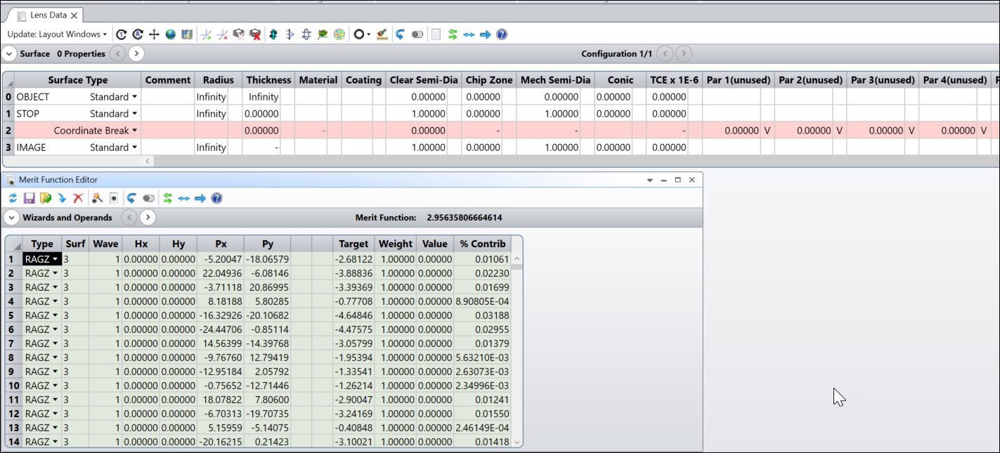 Lens Data
Update: Layout Windows
Surface 0 Properties Configuration 1/1
Surface Type Comment Radius Thickness Material Coating Clear Semi-Dia Chip Zone Mech Semi-Dia Conic TCE x 1E-6 Par 1(unused) Par 2(unused) Par 3(unused) Par 4(unused)
0 OBJECT Standard Infinity Infinity 0.00000 0.00000 0.00000 0.00000 0.00000
1 STOP Standard Infinity 0.00000 1.00000 0.00000 1.00000 0.00000 0.00000
2 Coordinate Break 0.00000 - 0.00000 - - - 0.00000 V 0.00000 V 0.00000 V 0.00000 V
3 IMAGE Standard Infinity - 1.00000 0.00000 1.00000 0.00000 0.00000
Merit Function Editor
Wizards and Operands Merit Function: 2.95635806664614
Type Surf Wave Hx Hy Px Py Target Weight Value % Contrib
1 RAGZ 3 1 0.00000 0.00000 -5.20047 -18.06579 -2.68122 1.00000 0.00000 0.01061
2 RAGZ 3 1 0.00000 0.00000 22.04936 -6.08146 -3.88836 1.00000 0.00000 0.02230
3 RAGZ 3 1 0.00000 0.00000 -3.71118 20.86995 -3.39369 1.00000 0.00000 0.01699
4 RAGZ 3 1 0.00000 0.00000 8.18188 5.80285 -0.77708 1.00000 0.00000 8.90805E-04
5 RAGZ 3 1 0.00000 0.00000 -16.32926 -20.10682 -4.64846 1.00000 0.00000 0.03188
6 RAGZ 3 1 0.00000 0.00000 -24.44706 -0.85114 -4.47575 1.00000 0.00000 0.02955
7 RAGZ 3 1 0.00000 0.00000 14.56399 -14.39768 -3.05799 1.00000 0.00000 0.01379
8 RAGZ 3 1 0.00000 0.00000 -9.76760 12.79419 -1.95394 1.00000 0.00000 5.63210E-03
9 RAGZ 3 1 0.00000 0.00000 -12.95184 2.05792 -1.33541 1.00000 0.00000 2.63073E-03
10 RAGZ 3 1 0.00000 0.00000 -0.75652 -12.71446 -1.26214 1.00000 0.00000 2.34996E-03
11 RAGZ 3 1 0.00000 0.00000 18.07822 7.80600 -2.90047 1.00000 0.00000 0.01241
12 RAGZ 3 1 0.00000 0.00000 -6.70313 -19.70735 -3.24169 1.00000 0.00000 0.01550
13 RAGZ 3 1 0.00000 0.00000 5.15959 -5.14075 -0.40848 1.00000 0.00000 2.46149E-04
14 RAGZ 3 1 0.00000 0.00000 -20.16215 0.21423 -3.10021 1.00000 0.00000 0.01418